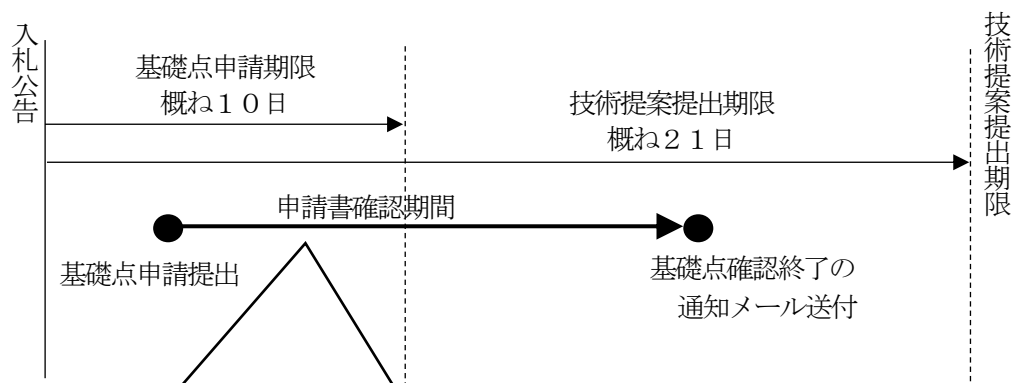 入札公告
基礎点申請期限
概ね１０日
技術提案提出期限
概ね２１日
技術提案提出期限
申請書確認期間
基礎点申請提出
基礎点確認終了の
通知メール送付